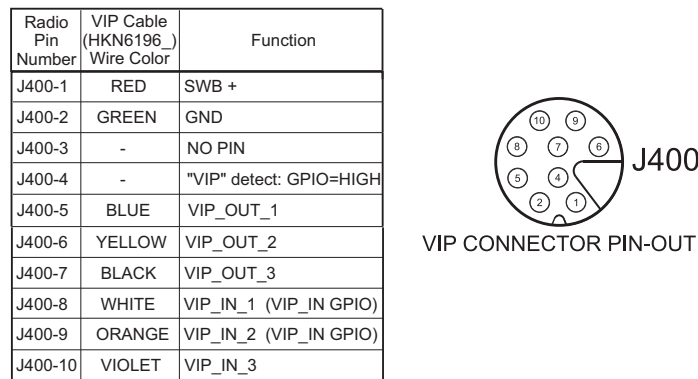 Radio Pin Number VIP Cable (HKN6196_) Wire Color Function
J400-1 RED SWB +
J400-2 GREEN GND
J400-3 - NO PIN
J400-4 - "VIP" detect: GPIO=HIGH
J400-5 BLUE VIP_OUT_1
J400-6 YELLOW VIP_OUT_2
J400-7 BLACK VIP_OUT_3
J400-8 WHITE VIP_IN_1 (VIP_IN GPIO)
J400-9 ORANGE VIP_IN_2 (VIP_IN GPIO)
J400-10 VIOLET VIP_IN_3
10 9
8 7 6
J400
5 4
2 1
VIP CONNECTOR PIN-OUT